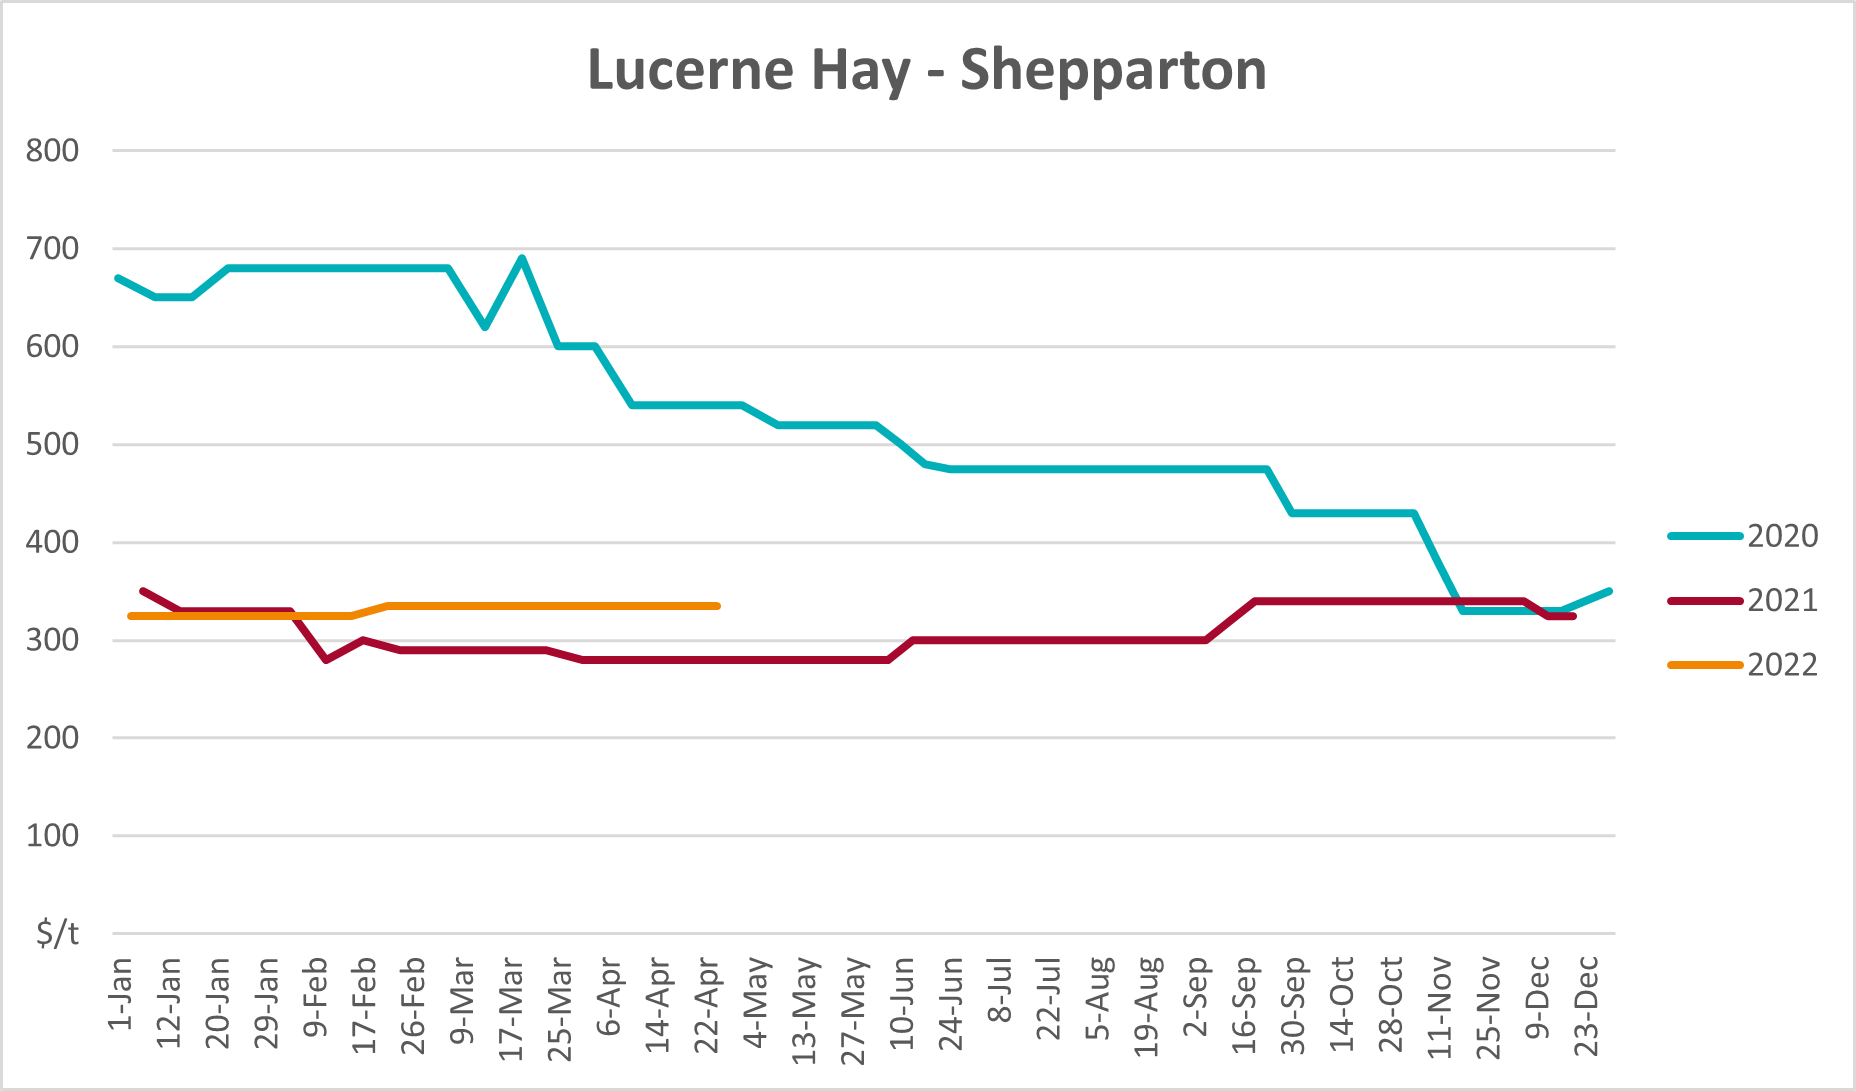 Lucerne Hay - Shepparton
800
700
600
500
400
300
200
100
$/t
1-Jan
12-Jan
20-Jan
29-Jan
9-Feb
17-Feb
26-Feb
9-Mar
17-Mar
25-Mar
6-Apr
14-Apr
22-Apr
4-May
13-May
27-May
10-Jun
24-Jun
8-Jul
22-Jul
5-Aug
19-Aug
2-Sep
16-Sep
30-Sep
14-Oct
28-Oct
11-Nov
25-Nov
9-Dec
23-Dec
2020
2021
2022